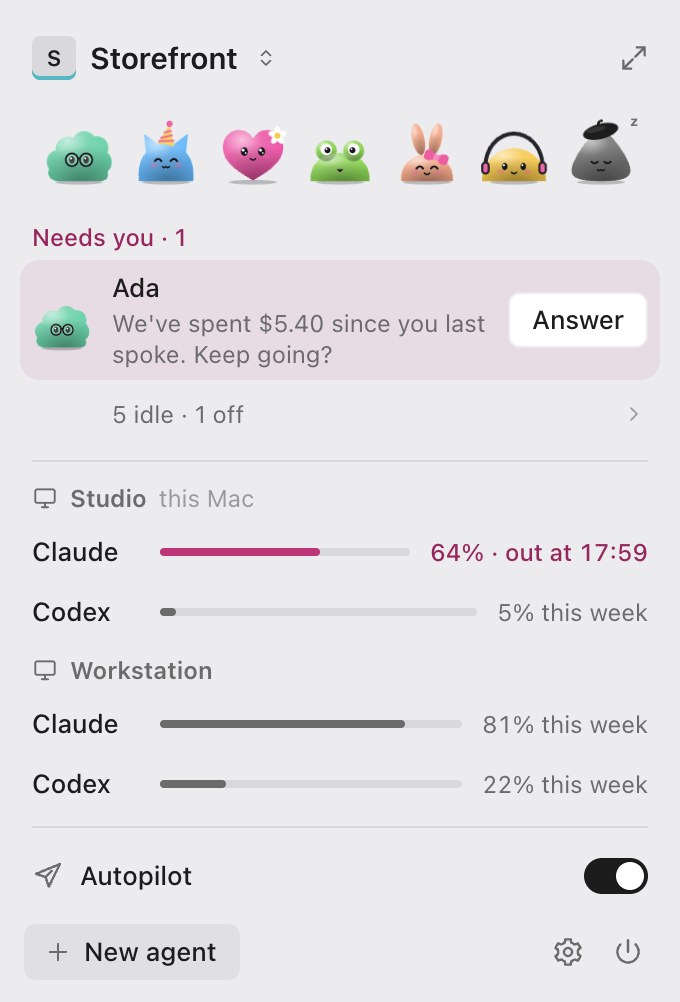 S Storefront
z
Needs you · 1
Ada
We've spent $5.40 since you last
spoke. Keep going?
Answer
5 idle · 1 off
Studio this Mac
Claude 64% · out at 17:59
Codex 5% this week
Workstation
Claude 81% this week
Codex 22% this week
Autopilot
New agent